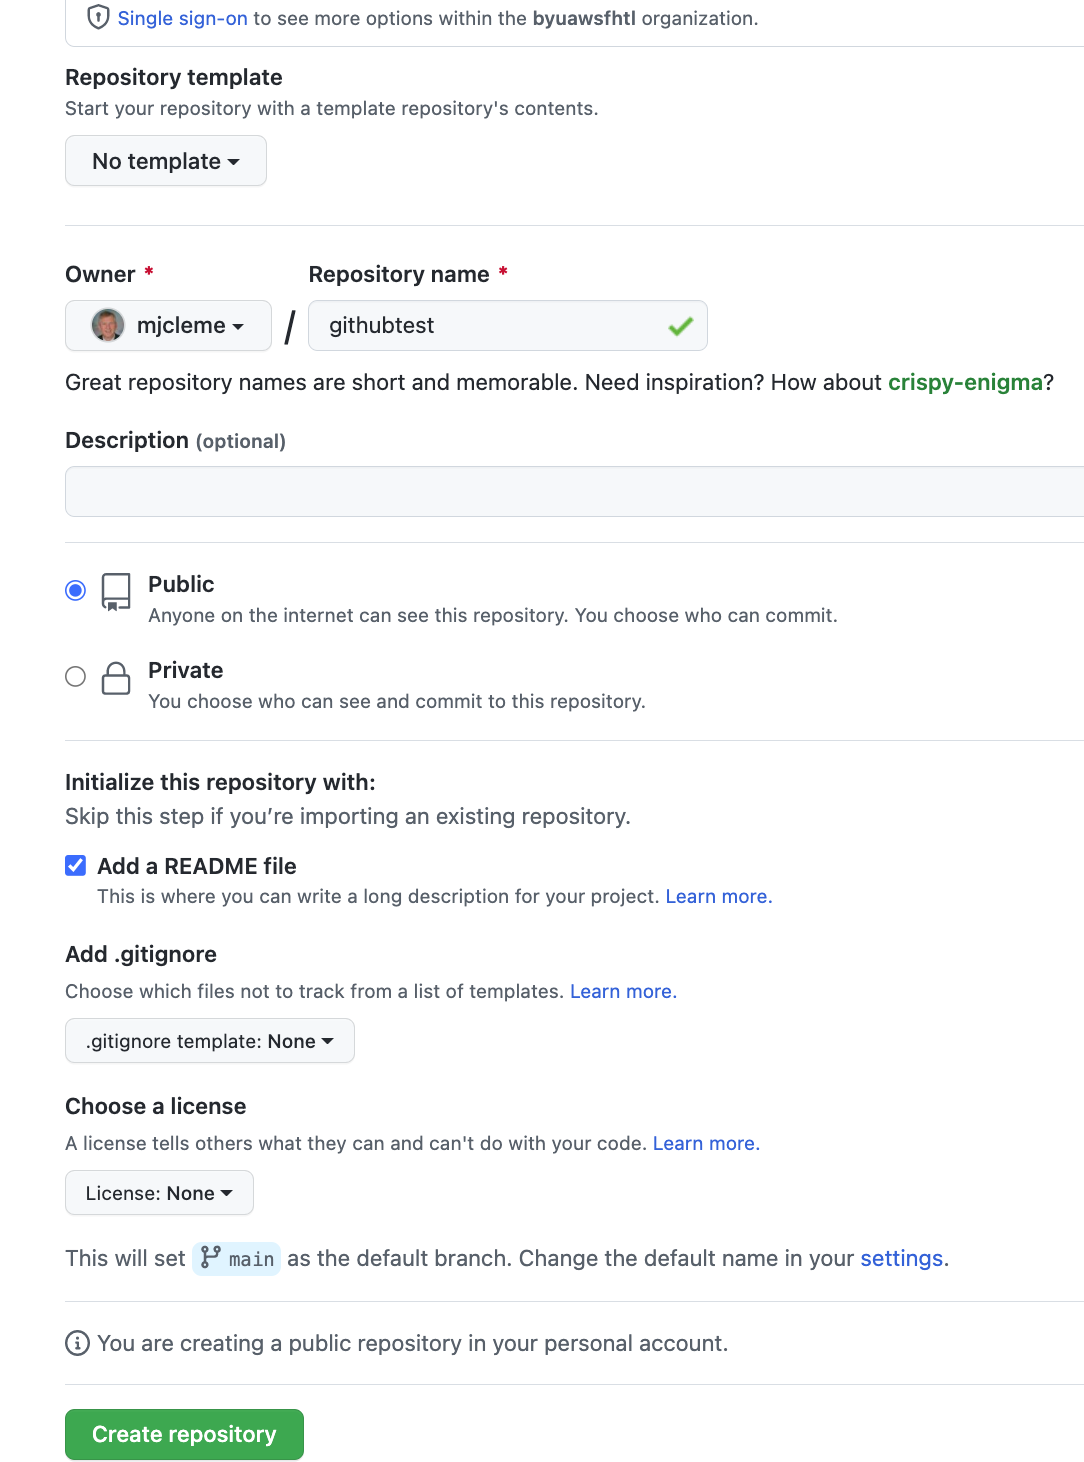 Single sign-on to see more options within the byuawsfhtl organization.
Repository template
Start your repository with a template repository's contents.
No template
Owner * Repository name *
mjcleme / githubtest
Great repository names are short and memorable. Need inspiration? How about crispy-enigma?
Description (optional)
Public
Anyone on the internet can see this repository. You choose who can commit.
Private
You choose who can see and commit to this repository.
Initialize this repository with:
Skip this step if you’re importing an existing repository.
Add a README file
This is where you can write a long description for your project. Learn more.
Add .gitignore
Choose which files not to track from a list of templates. Learn more.
.gitignore template: None
Choose a license
A license tells others what they can and can't do with your code. Learn more.
License: None
This will set main as the default branch. Change the default name in your settings.
You are creating a public repository in your personal account.
Create repository